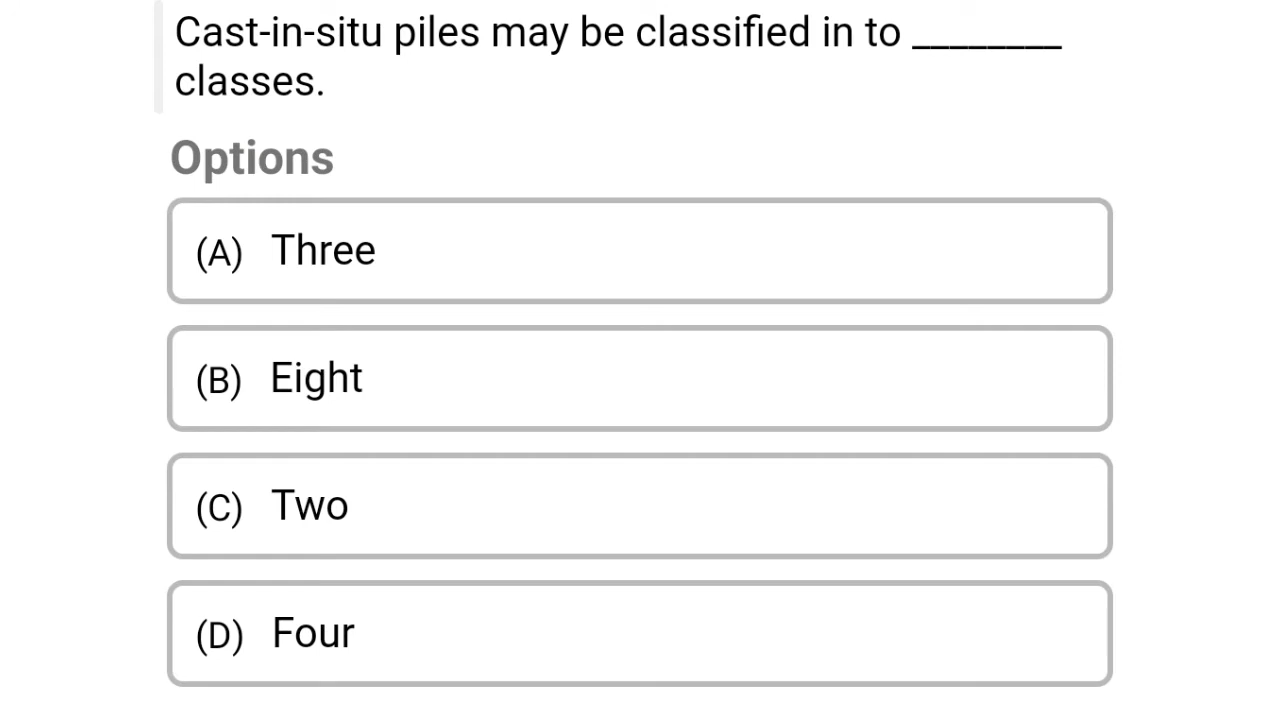 Cast-in-situ piles may be classified in to ________
classes.
Options
(A) Three
(B) Eight
(C) Two
(D) Four